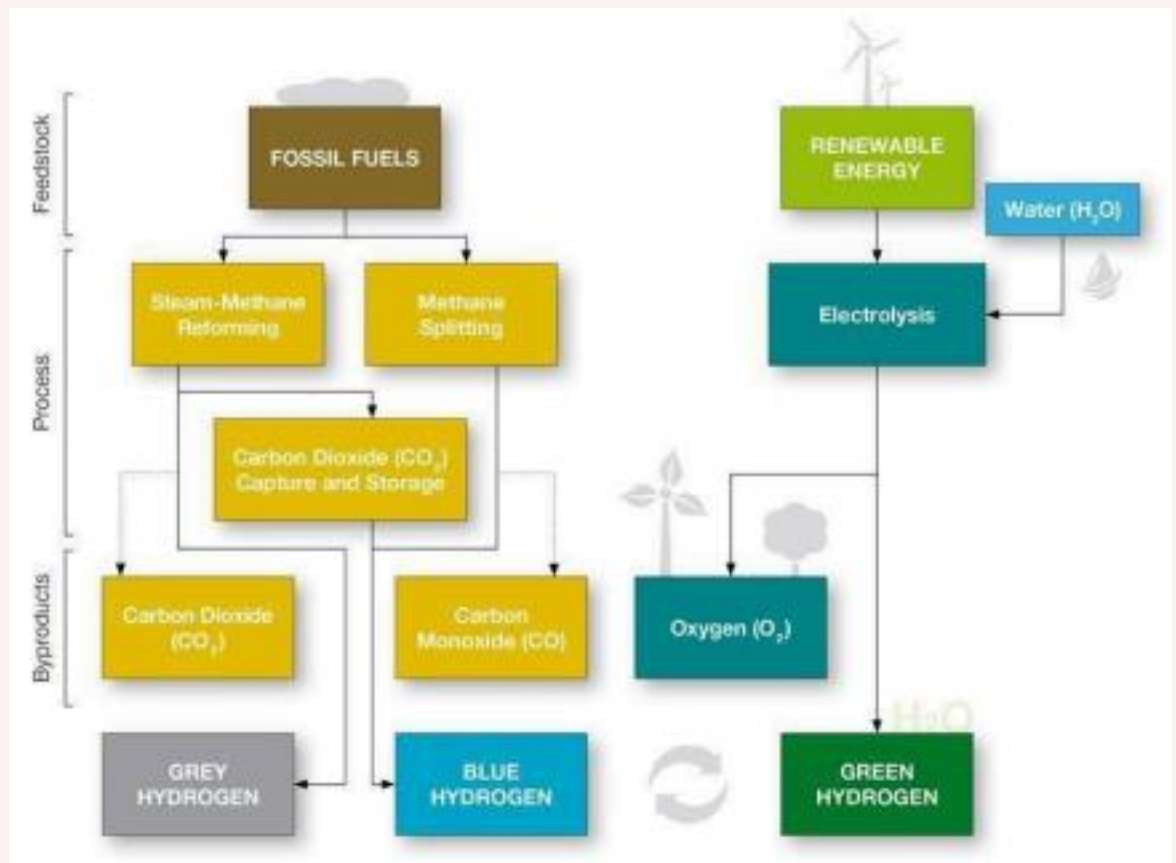 Feedstock
FOSSIL FUELS
RENEWABLE
ENERGY
Water (H₂O)
Process
Steam-Methane
Reforming
Methane
Splitting
Electrolysis
Carbon Dioxide (CO₂)
Capture and Storage
Byproducts
Carbon Dioxide
(CO₂)
Carbon
Monoxide (CO)
Oxygen (O₂)
H₂O
GREY
HYDROGEN
BLUE
HYDROGEN
GREEN
HYDROGEN